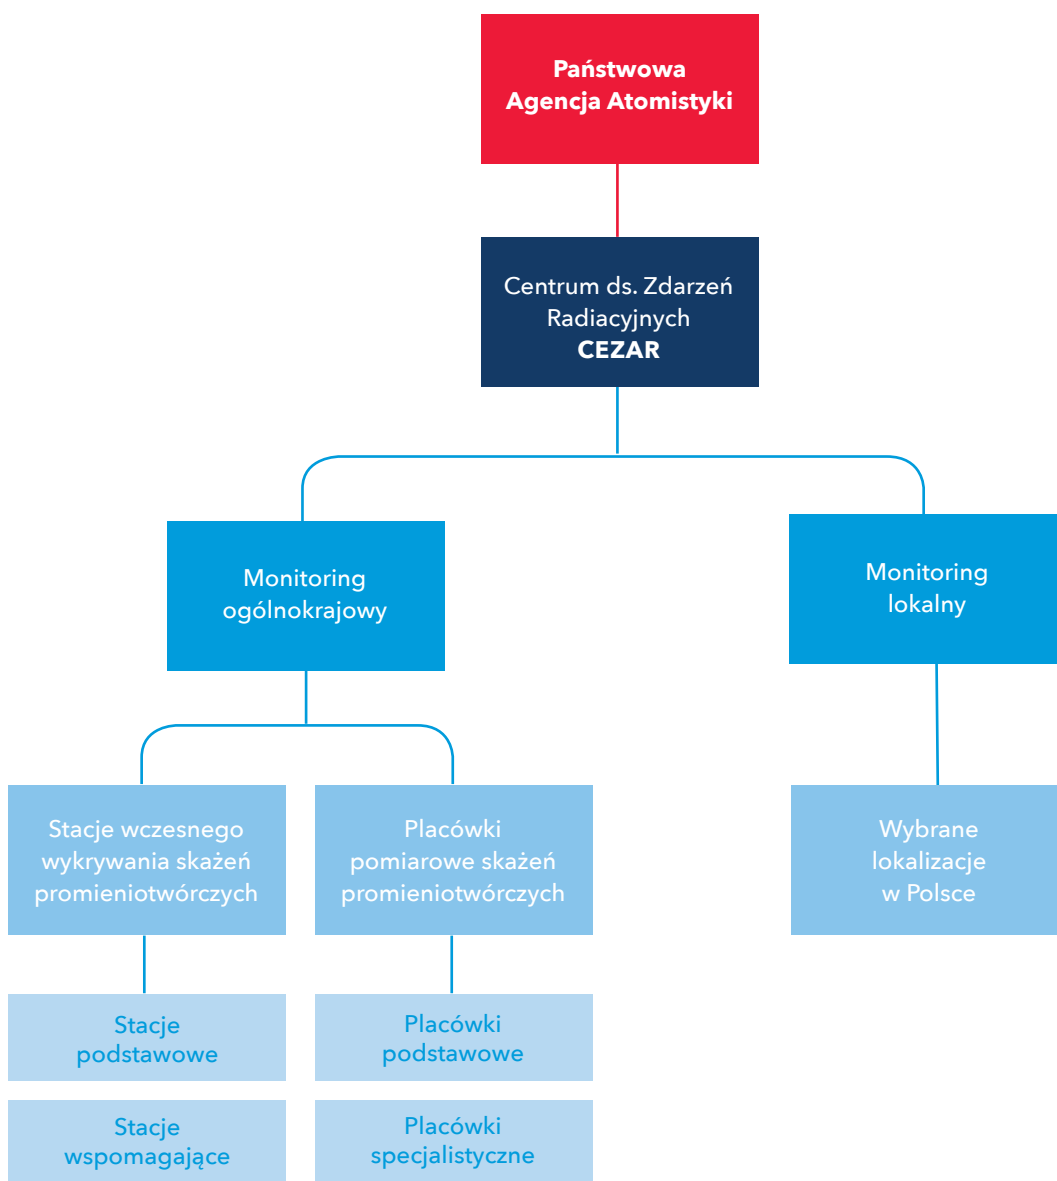 Państwowa
Agencja Atomistyki
Centrum ds. Zdarzeń
Radiacyjnych
CEZAR
Monitoring
ogólnokrajowy
Monitoring
lokalny
Stacje wczesnego
wykrywania skażeń
promieniotwórczych
Placówki
pomiarowe skażeń
promieniotwórczych
Wybrane
lokalizacje
w Polsce
Stacje
podstawowe
Placówki
podstawowe
Stacje
wspomagające
Placówki
specjalistyczne